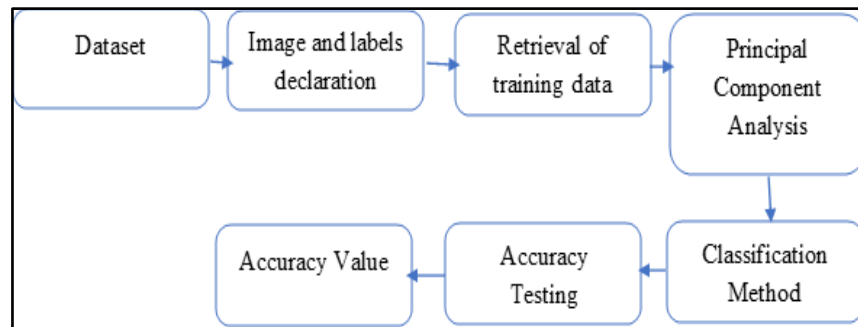 Dataset
Image and labels
declaration
Retrieval of
training data
Principal
Component
Analysis
Classification
Method
Accuracy
Testing
Accuracy Value